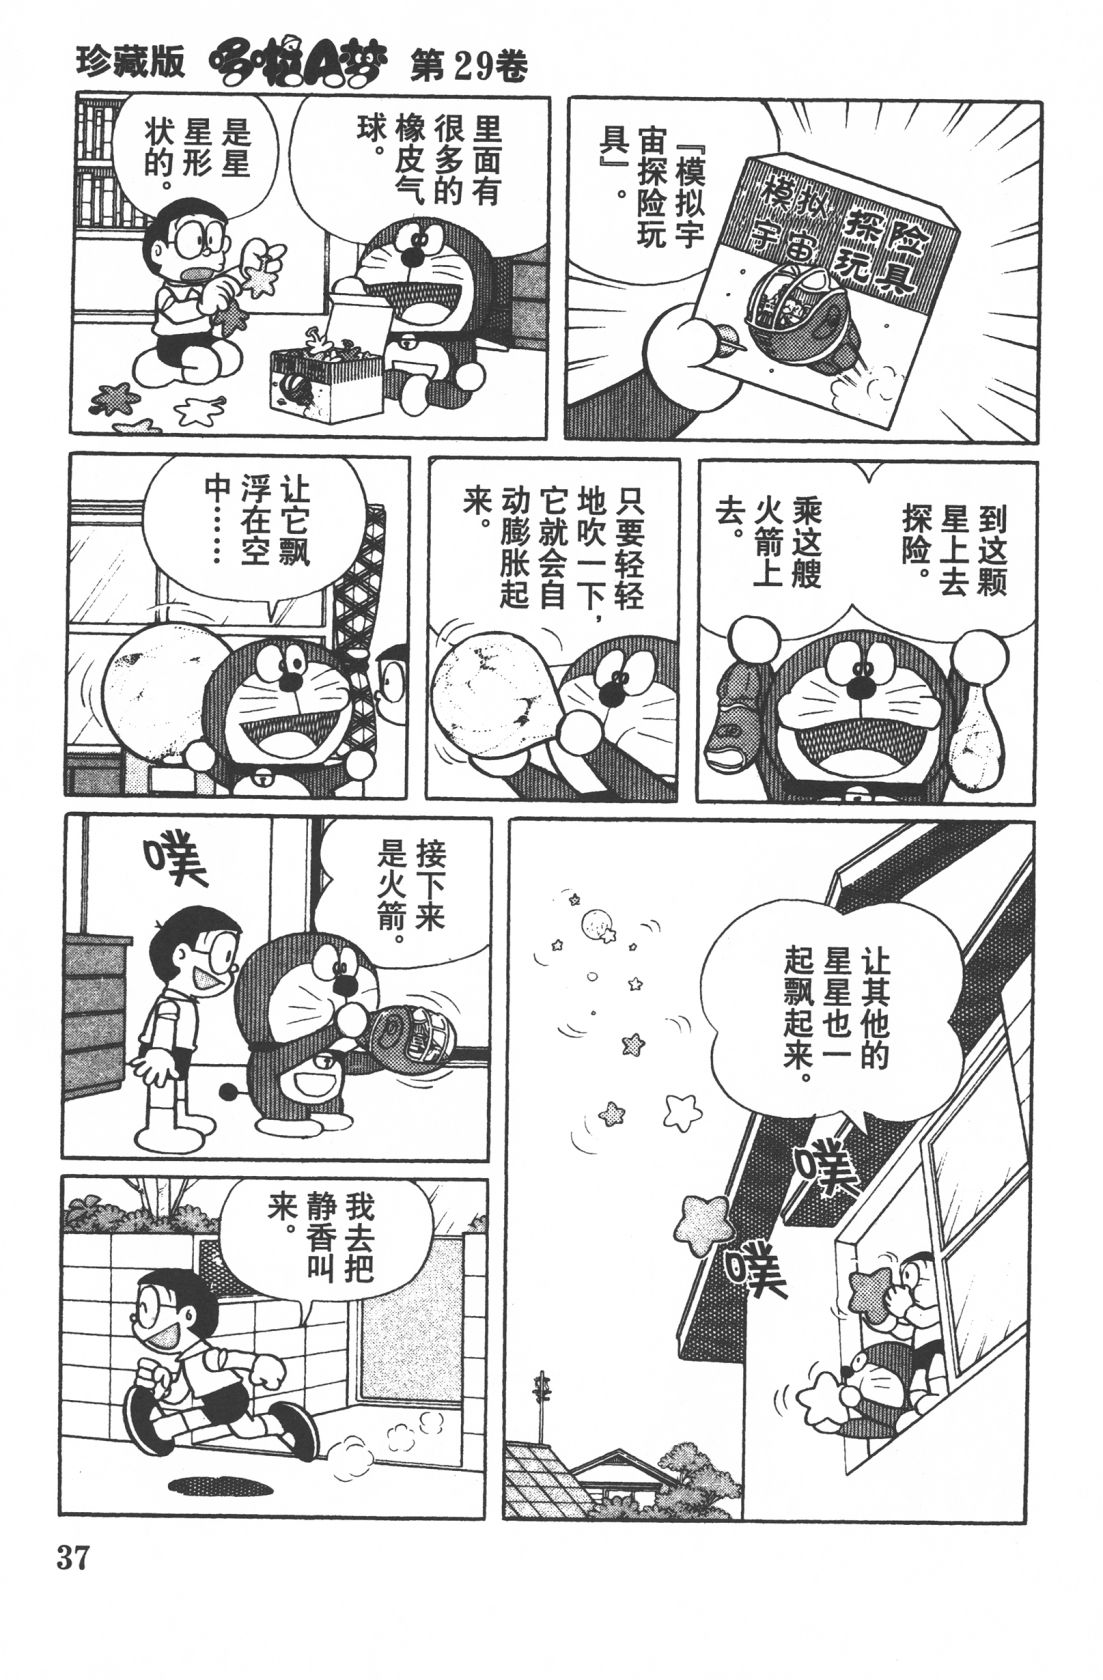 珍藏版 哆啦A梦 第29卷
『模拟宇
宙探险玩
具』。
模拟
宇宙
探险
玩具
里面有
很多的
橡皮气
球。
是星
星形
状的。
到这颗
星上去
探险。
乘这艘
火箭上
去。
只要轻轻
地吹一下，
它就会自
动膨胀起
来。
让它飘
浮在空
中……
让其他的
星星也一
起飘起来。
噗
噗
接下来
是火箭。
噗
我去把
静香叫
来。
37